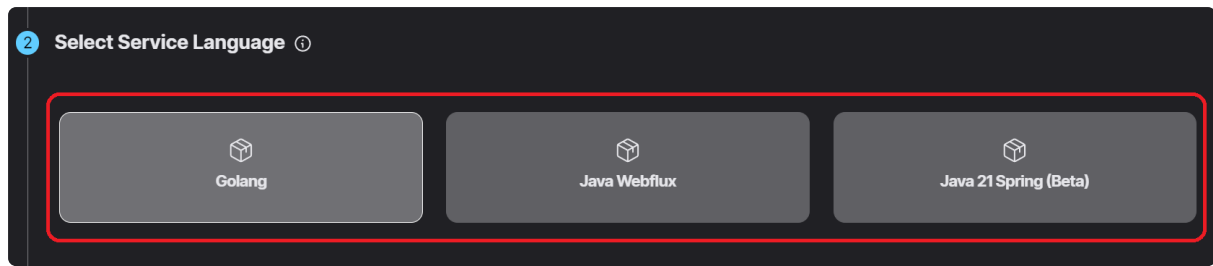 2 Select Service Language
Golang
Java Webflux
Java 21 Spring (Beta)